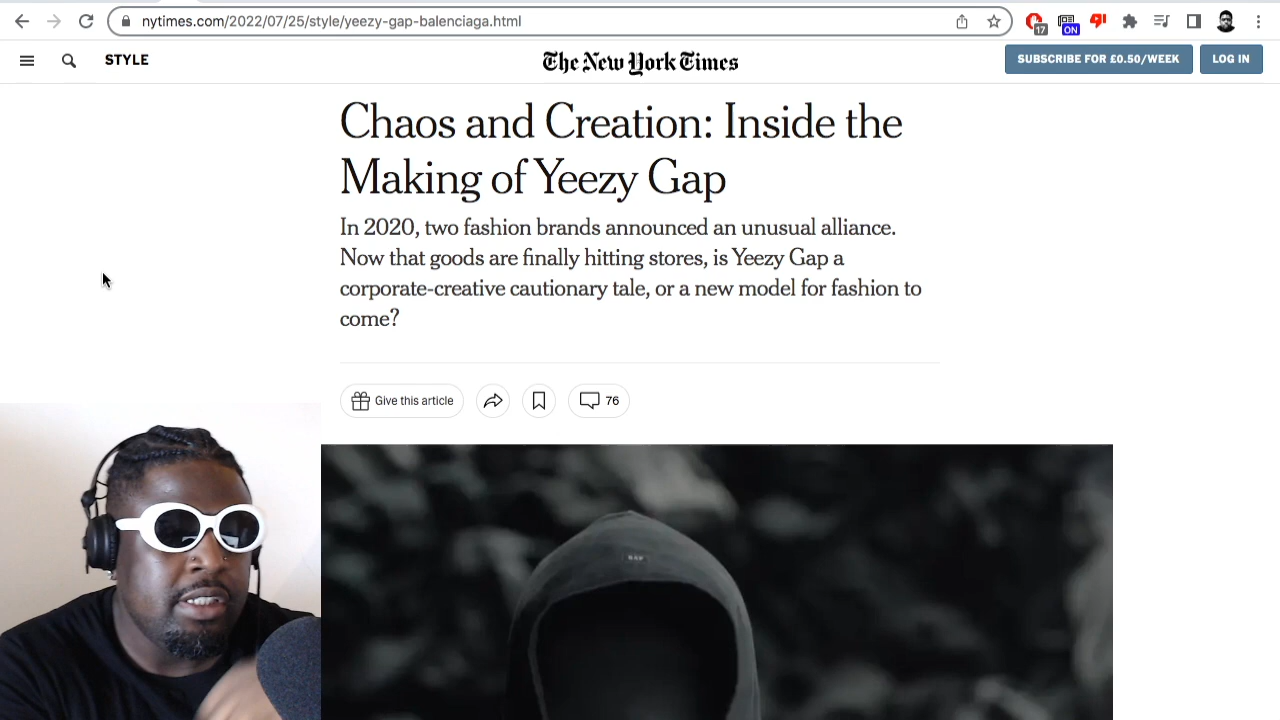 nytimes.com/2022/07/25/style/yeezy-gap-balenciaga.html
17
ON
STYLE
The New York Times
SUBSCRIBE FOR £0.50/WEEK
LOG IN
Chaos and Creation: Inside the
Making of Yeezy Gap
In 2020, two fashion brands announced an unusual alliance.
Now that goods are finally hitting stores, is Yeezy Gap a
corporate-creative cautionary tale, or a new model for fashion to
come?
Give this article
76
GAP